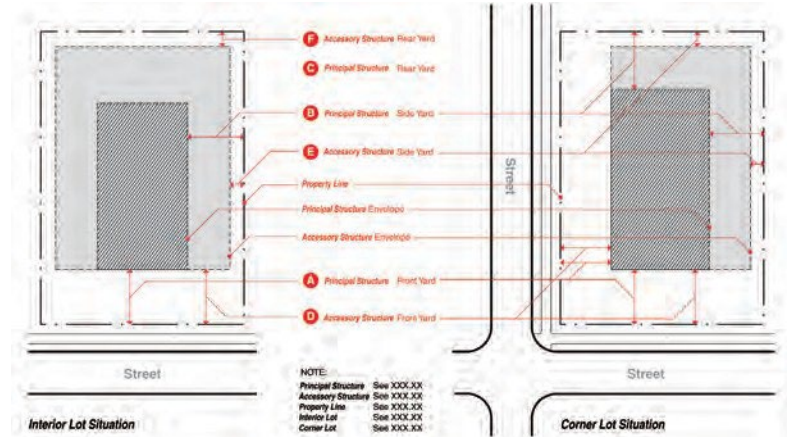 F Accessory Structure Rear Yard
C Principal Structure Rear Yard
B Principal Structure Side Yard
E Accessory Structure Side Yard
Property Line
Principal Structure Envelope
Accessory Structure Envelope
A Principal Structure Front Yard
D Accessory Structure Front Yard
Street
Street
Street
NOTE:
Principal Structure See XXX.XX
Accessory Structure See XXX.XX
Property Line See XXX.XX
Interior Lot See XXX.XX
Corner Lot See XXX.XX
Interior Lot Situation
Corner Lot Situation